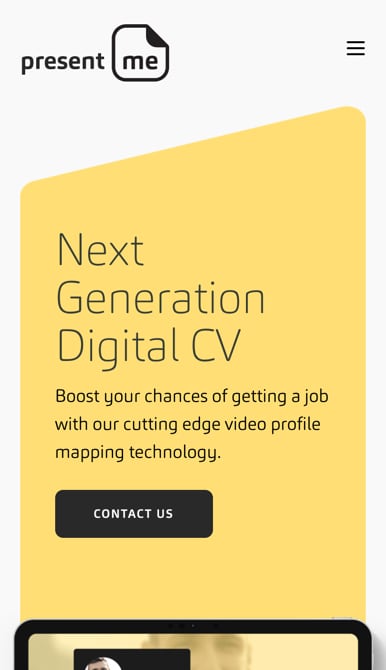 present me
Next
Generation
Digital CV
Boost your chances of getting a job
with our cutting edge video profile
mapping technology.
CONTACT US